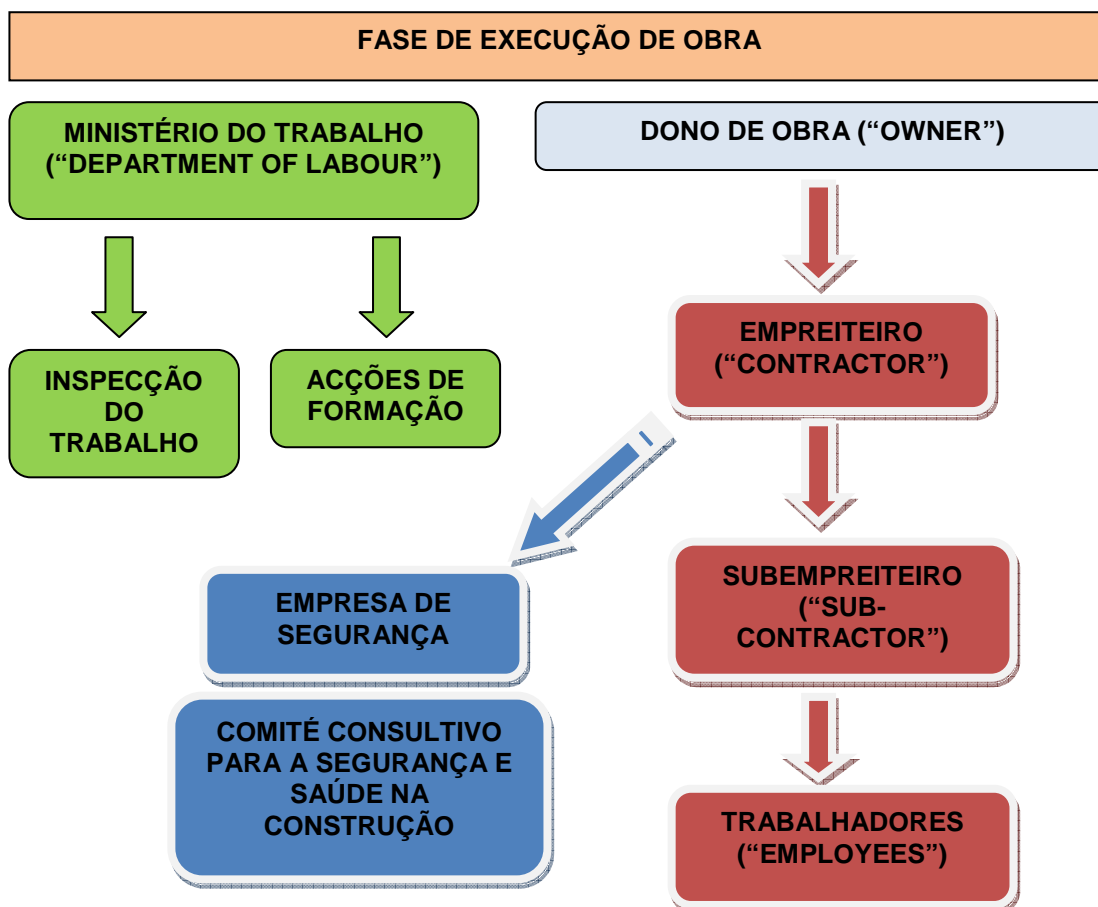 FASE DE EXECUÇÃO DE OBRA
MINISTÉRIO DO TRABALHO
(“DEPARTMENT OF LABOUR”)
DONO DE OBRA (“OWNER”)
EMPREITEIRO
(“CONTRACTOR”)
INSPECÇÃO
DO
TRABALHO
ACÇÕES DE
FORMAÇÃO
SUBEMPREITEIRO
(“SUB-
CONTRACTOR”)
EMPRESA DE
SEGURANÇA
COMITÉ CONSULTIVO
PARA A SEGURANÇA E
SAÚDE NA
CONSTRUÇÃO
TRABALHADORES
(“EMPLOYEES”)